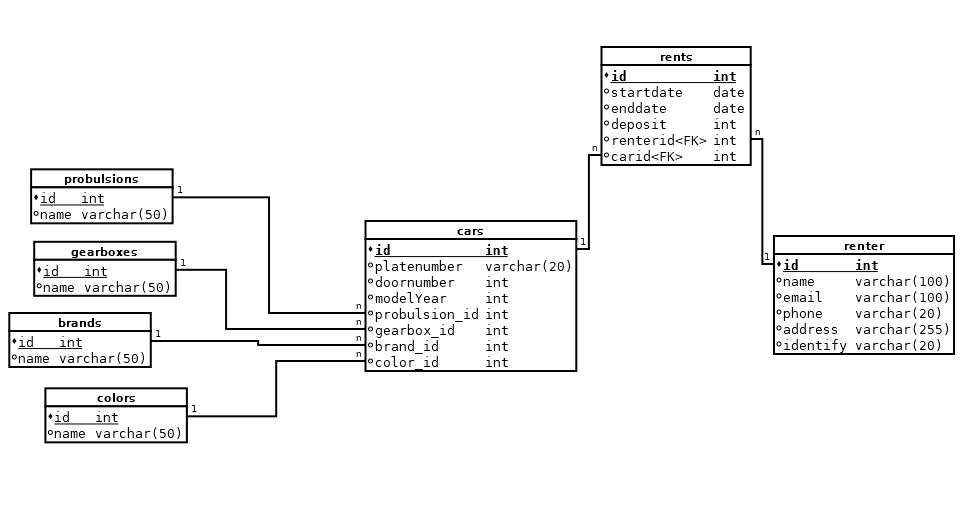 probulsions
id int
name varchar(50)
1
gearboxes
id int
name varchar(50)
1
brands
id int
name varchar(50)
1
colors
id int
name varchar(50)
1
cars
id int
platenumber varchar(20)
doornumber int
modelYear int
n probulsion_id int
n gearbox_id int
n brand_id int
n color_id int
1
rents
id int
startdate date
enddate date
deposit int
renterid<FK> int
n
n
carid<FK> int
renter
1
id int
name varchar(100)
email varchar(100)
phone varchar(20)
address varchar(255)
identify varchar(20)